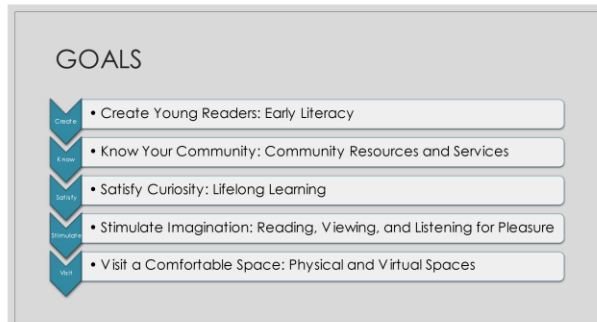 GOALS
Create
• Create Young Readers: Early Literacy
Know
• Know Your Community: Community Resources and Services
Satisfy
• Satisfy Curiosity: Lifelong Learning
Stimulate
• Stimulate Imagination: Reading, Viewing, and Listening for Pleasure
Visit
• Visit a Comfortable Space: Physical and Virtual Spaces